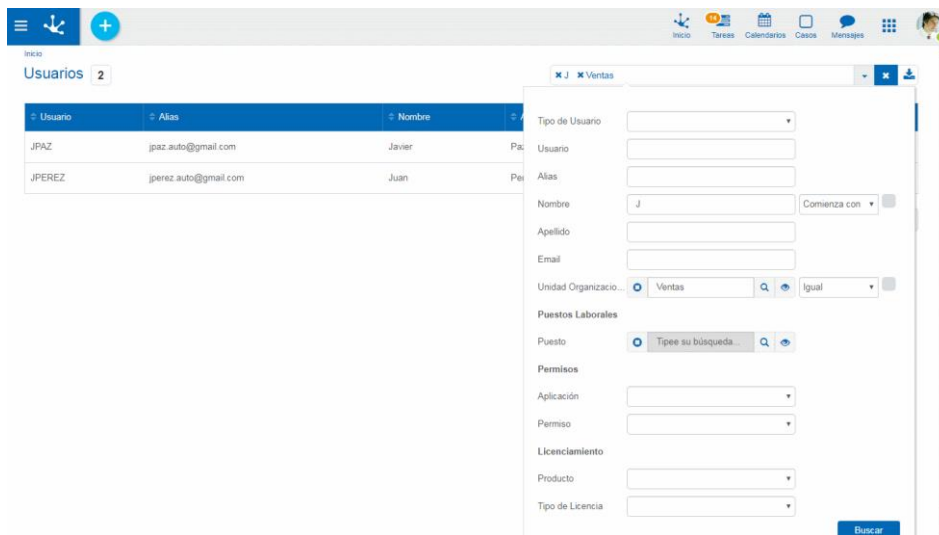 14
Inicio Tareas Calendarios Casos Mensajes
Inicio
Usuarios 2
J Ventas
Usuario Alias Nombre
JPAZ jpaz.auto@gmail.com Javier
JPEREZ jperez.auto@gmail.com Juan
Tipo de Usuario
Usuario
Alias
Nombre J Comienza con
Apellido
Email
Unidad Organizacio... Ventas Igual
Puestos Laborales
Puesto Tipee su búsqueda...
Permisos
Aplicación
Permiso
Licenciamiento
Producto
Tipo de Licencia
Buscar